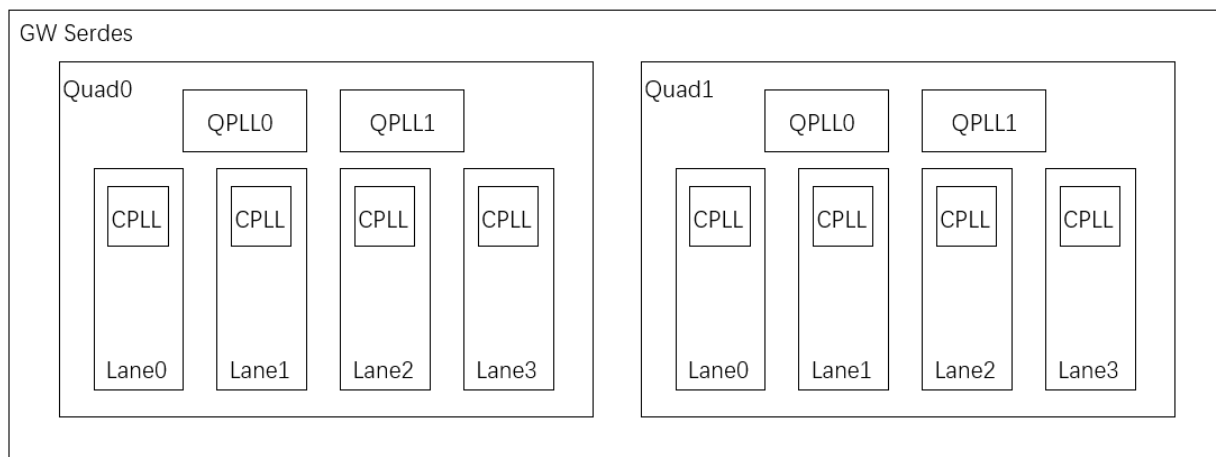 GW Serdes
Quad0
QPLL0 QPLL1
CPLL CPLL CPLL CPLL
Lane0 Lane1 Lane2 Lane3
Quad1
QPLL0 QPLL1
CPLL CPLL CPLL CPLL
Lane0 Lane1 Lane2 Lane3